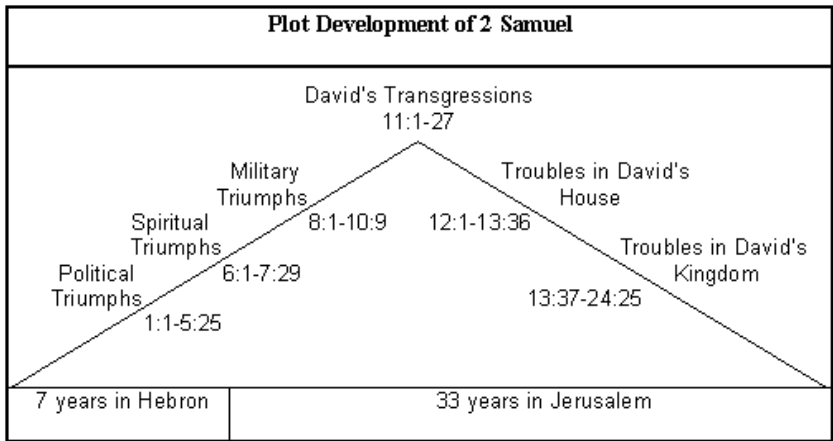 Plot Development of 2 Samuel
David's Transgressions
11:1-27
Military
Triumphs
8:1-10:9
Spiritual
Triumphs
6:1-7:29
Political
Triumphs
1:1-5:25
Troubles in David's
House
12:1-13:36
Troubles in David's
Kingdom
13:37-24:25
7 years in Hebron
33 years in Jerusalem